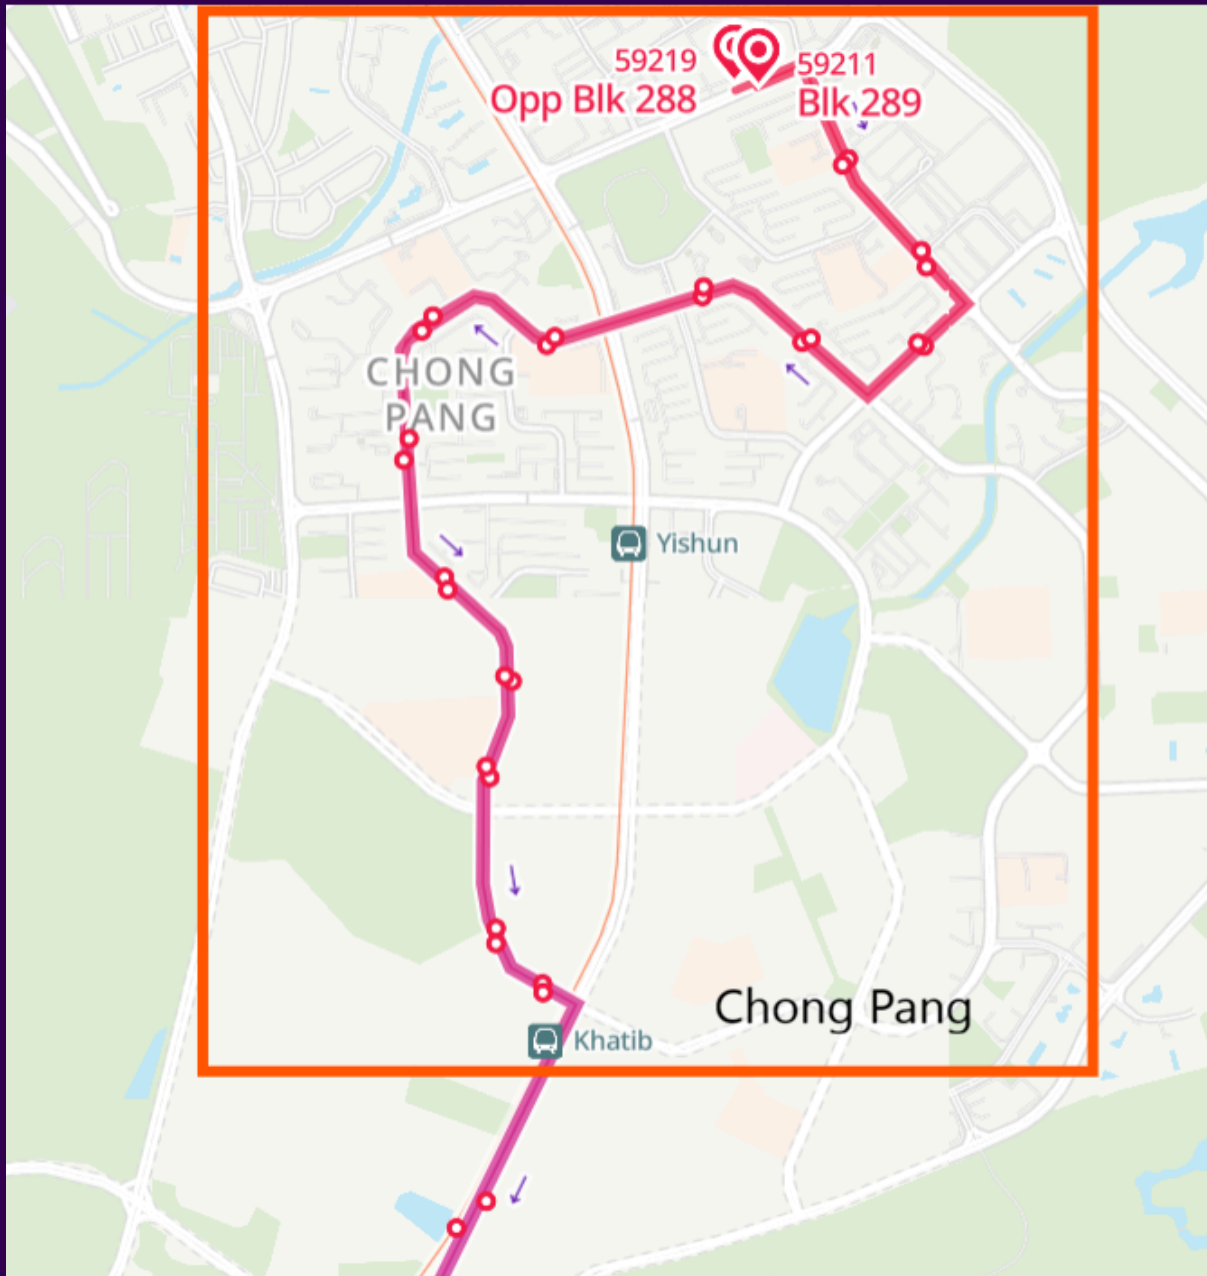 59219
Opp Blk 288
59211
Blk 289
CHONG
PANG
Yishun
Chong Pang
Khatib